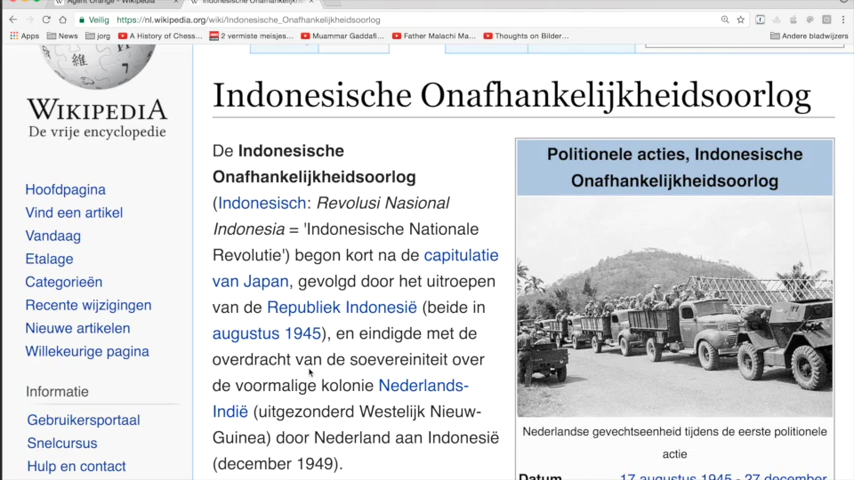 Agent Orange - Wikipedia
Indonesische Onafhankelijkheids
Veilig https://nl.wikipedia.org/wiki/Indonesische_Onafhankelijkheidsoorlog
Apps News jorg A History of Chess... 2 vermiste meisjes... Muammar Gaddafi... Father Malachi Ma... Thoughts on Bilder... Andere bladwijzers
WIKIPEDIA
De vrije encyclopedie
Hoofdpagina
Vind een artikel
Vandaag
Etalage
Categorieën
Recente wijzigingen
Nieuwe artikelen
Willekeurige pagina
Informatie
Gebruikersportaal
Snelcursus
Hulp en contact
Indonesische Onafhankelijkheidsoorlog
De Indonesische
Onafhankelijkheidsoorlog
(Indonesisch: Revolusi Nasional
Indonesia = 'Indonesische Nationale
Revolutie') begon kort na de capitulatie
van Japan, gevolgd door het uitroepen
van de Republiek Indonesië (beide in
augustus 1945), en eindigde met de
overdracht van de soevereiniteit over
de voormalige kolonie Nederlands-
Indië (uitgezonderd Westelijk Nieuw-
Guinea) door Nederland aan Indonesië
(december 1949).
Politionele acties, Indonesische
Onafhankelijkheidsoorlog
Nederlandse gevechtseenheid tijdens de eerste politionele
actie
Datum 17 augustus 1945 - 27 december